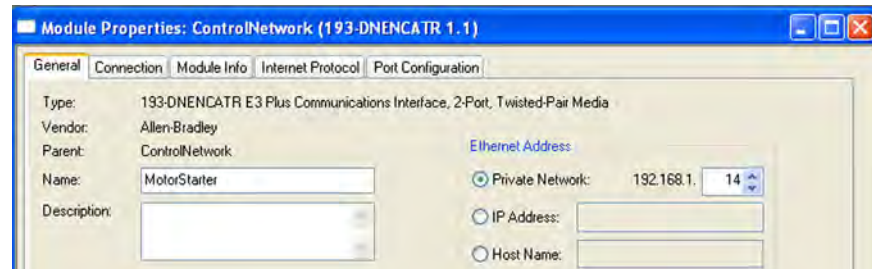 Module Properties: ControlNetwork (193-DNENCATR 1.1)
General Connection Module Info Internet Protocol Port Configuration
Type: 193-DNENCATR E3 Plus Communications Interface, 2-Port, Twisted-Pair Media
Vendor: Allen-Bradley
Parent: ControlNetwork
Ethernet Address
Name: MotorStarter
Private Network: 192.168.1. 14
Description:
IP Address:
Host Name: